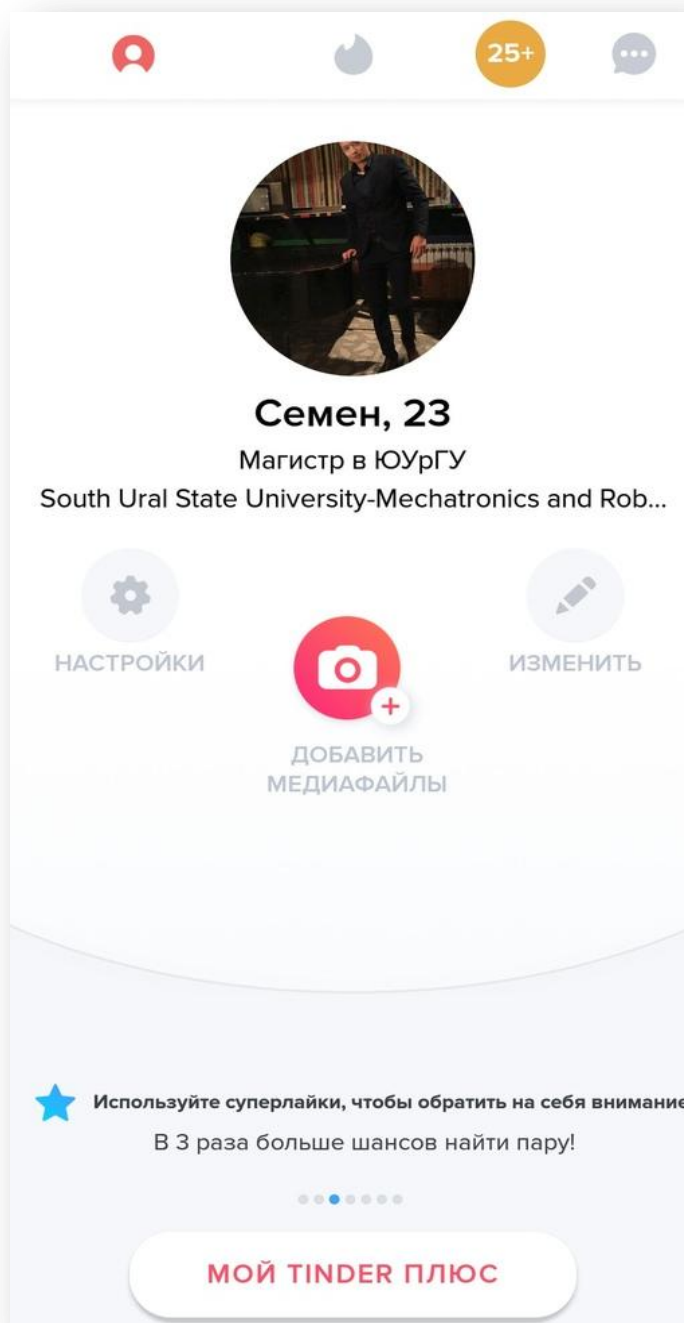 25+
Семен, 23
Магистр в ЮУрГУ
South Ural State University-Mechatronics and Rob...
НАСТРОЙКИ
ИЗМЕНИТЬ
ДОБАВИТЬ
МЕДИАФАЙЛЫ
Используйте суперлайки, чтобы обратить на себя внимание
В 3 раза больше шансов найти пару!
МОЙ TINDER ПЛЮС